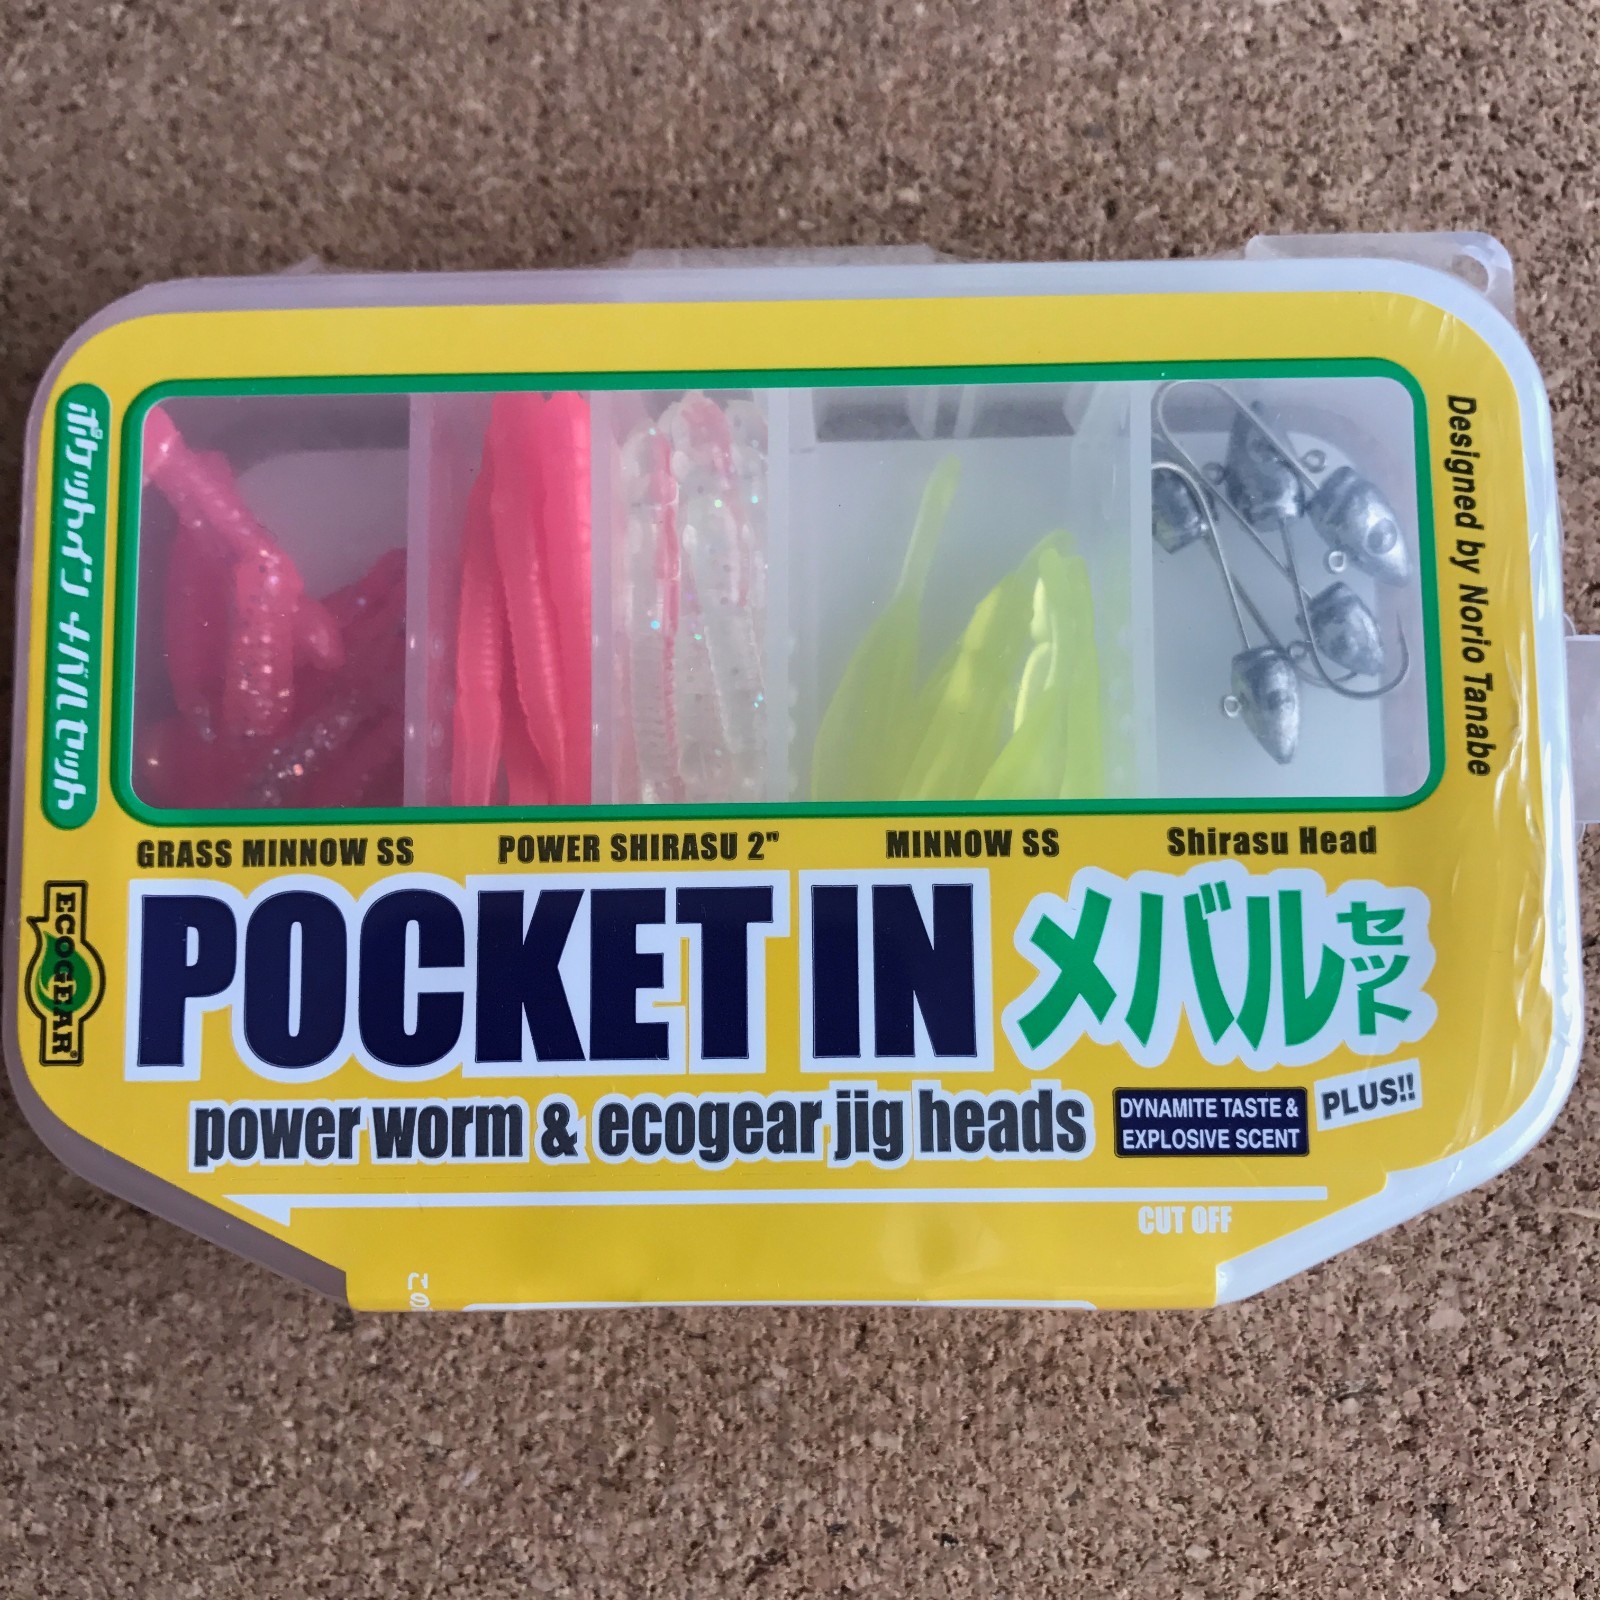 ポケットイン メバルセット
Designed by Norio Tanabe
GRASS MINNOW SS
POWER SHIRASU 2"
MINNOW SS
Shirasu Head
ECOGEAR®
POCKET IN メバル セット
power worm & ecogear jig heads
DYNAMITE TASTE &
EXPLOSIVE SCENT
PLUS!!
CUT OFF
この